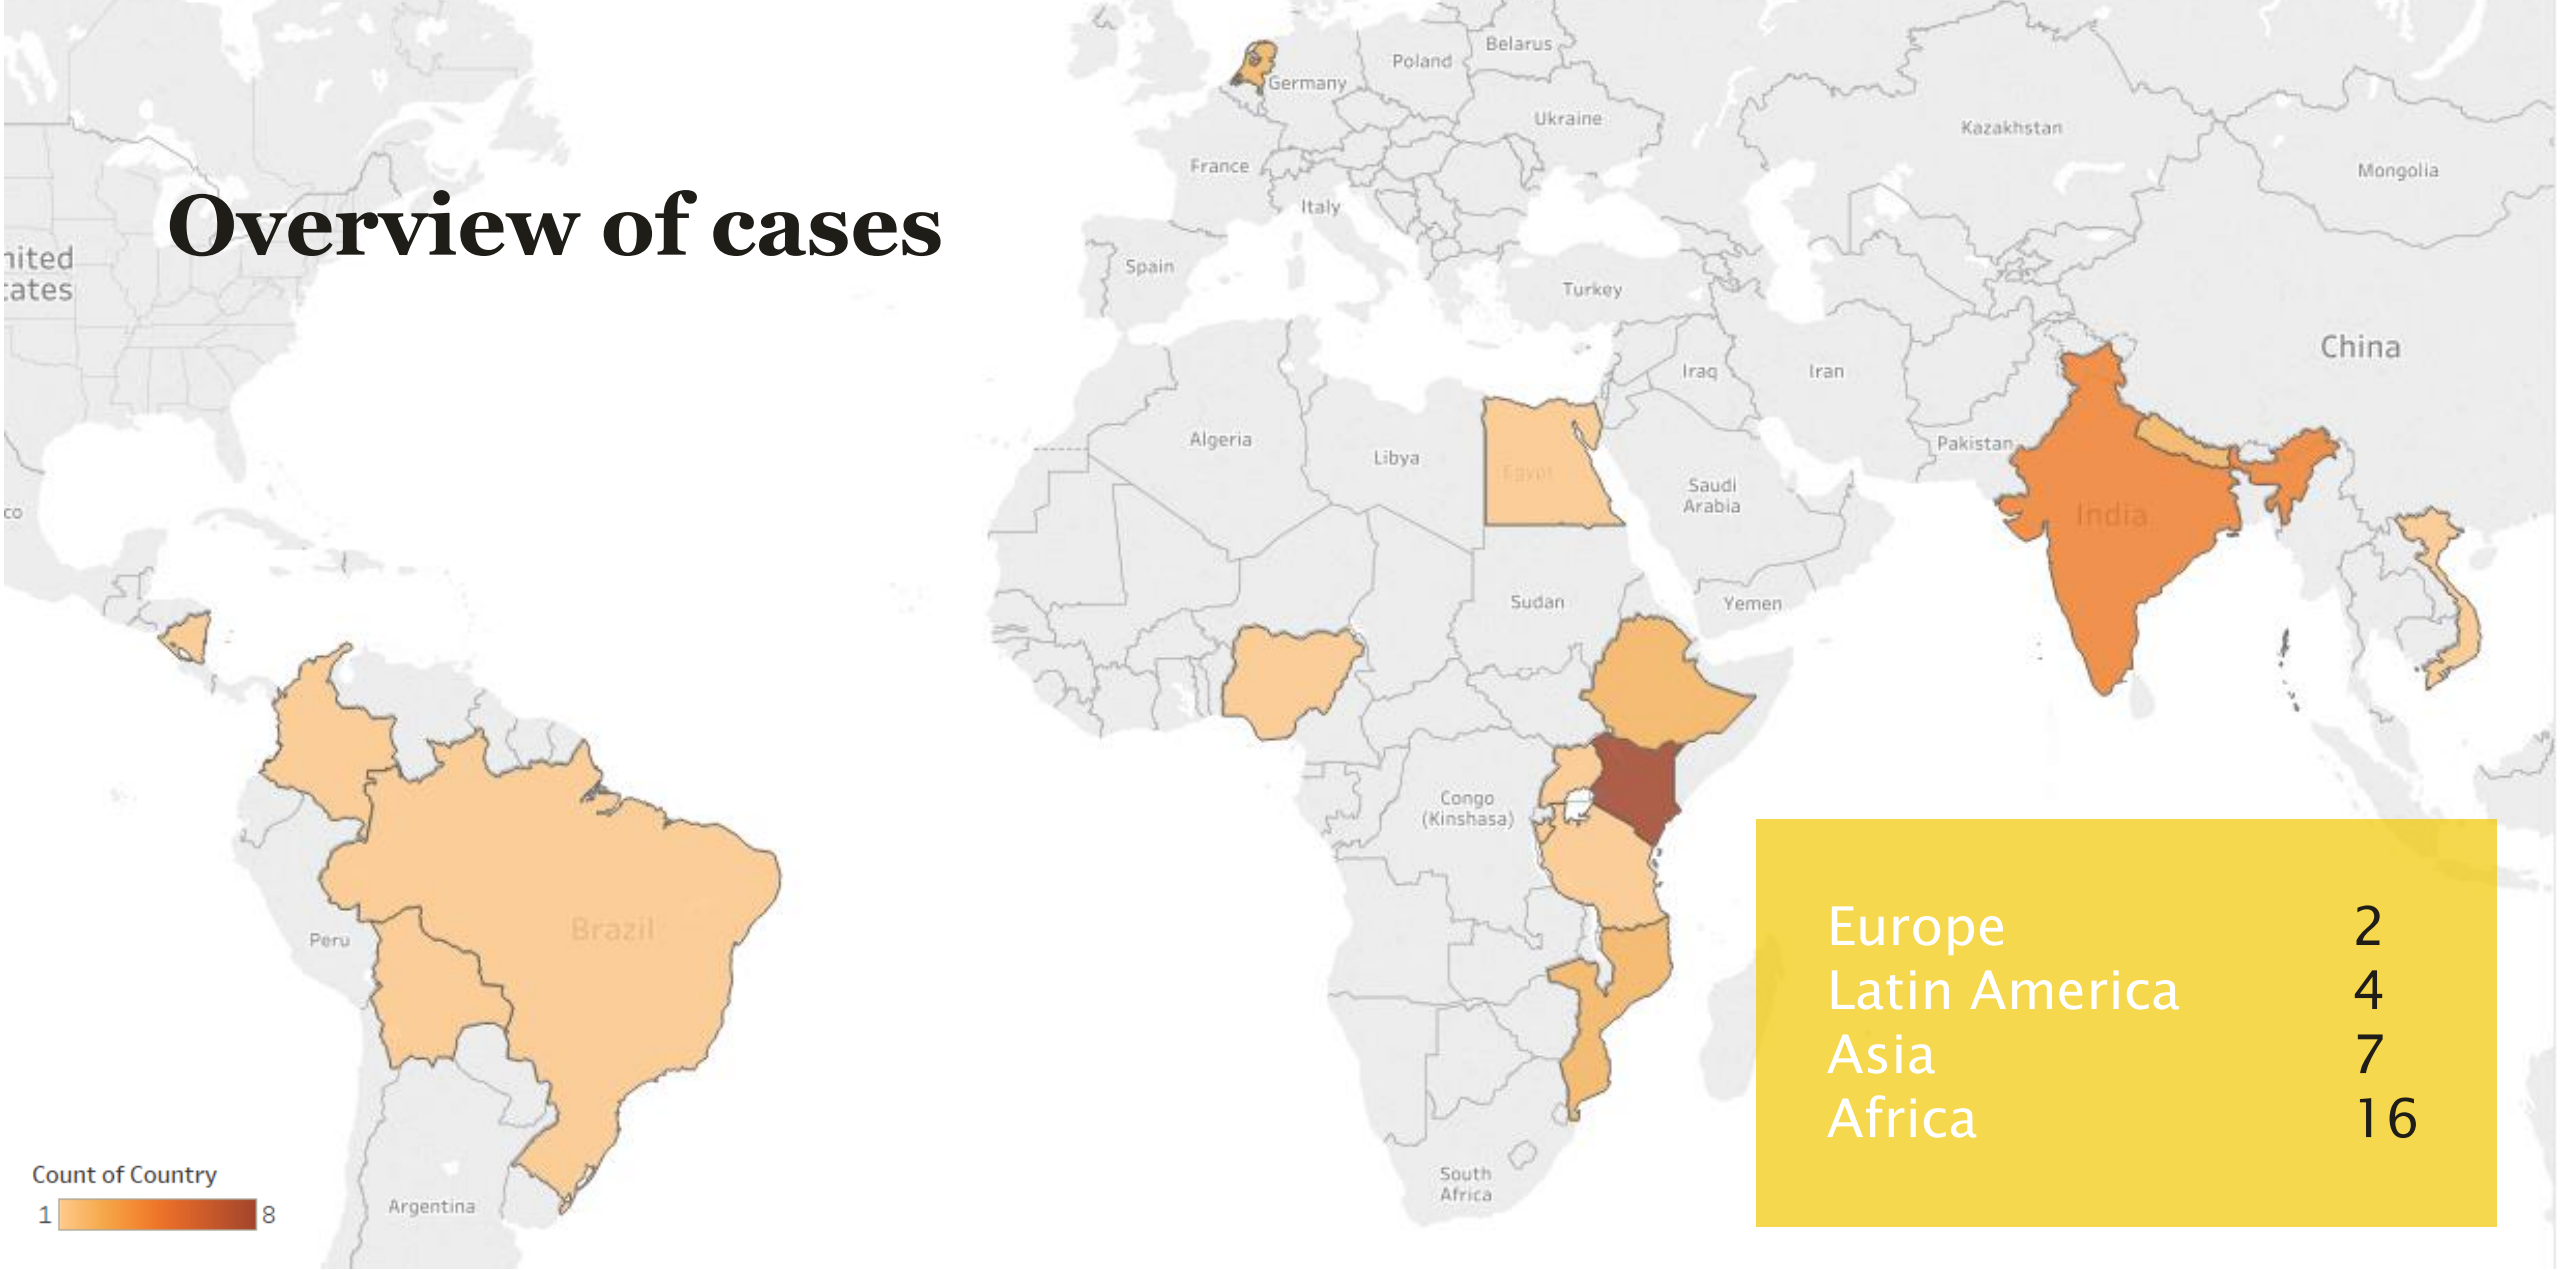 Overview of cases
nited
tates
co
Belarus
Poland
Germany
Ukraine
Kazakhstan
Mongolia
France
Italy
Spain
Turkey
China
Iraq
Iran
Algeria
Libya
Egypt
Pakistan
Saudi
Arabia
India
Sudan
Yemen
Congo
(Kinshasa)
Brazil
Peru
South
Africa
Argentina
Count of Country
1 8
Europe 2
Latin America 4
Asia 7
Africa 16